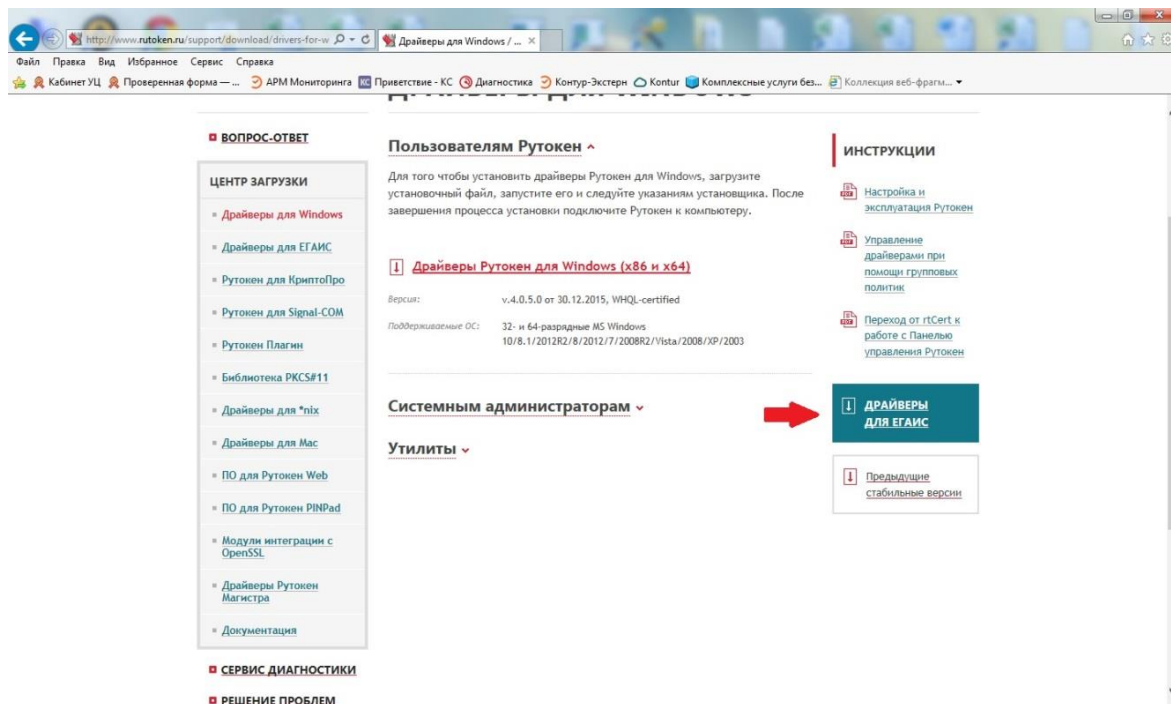 http://www.rutoken.ru/support/download/drivers-for-w
Драйверы для Windows / ...
Файл Правка Вид Избранное Сервис Справка
Кабинет УЦ Проверенная форма — ... АРМ Мониторинга КС Приветствие - КС Диагностика Контур-Экстерн Kontur Комплексные услуги без... Коллекция веб-фрагм...
ДРАЙВЕРЫ ДЛЯ WINDOWS
ВОПРОС-ОТВЕТ
ЦЕНТР ЗАГРУЗКИ
Драйверы для Windows
Драйверы для ЕГАИС
Рутокен для КриптоПро
Рутокен для Signal-COM
Рутокен Плагин
Библиотека PKCS#11
Драйверы для *nix
Драйверы для Mac
ПО для Рутокен Web
ПО для Рутокен PINPad
Модули интеграции с
OpenSSL
Драйверы Рутокен
Магистра
Документация
СЕРВИС ДИАГНОСТИКИ
РЕШЕНИЕ ПРОБЛЕМ
Пользователям Рутокен
Для того чтобы установить драйверы Рутокен для Windows, загрузите
установочный файл, запустите его и следуйте указаниям установщика. После
завершения процесса установки подключите Рутокен к компьютеру.
Драйверы Рутокен для Windows (x86 и x64)
Версия: v.4.0.5.0 от 30.12.2015, WHQL-certified
Поддерживаемые ОС: 32- и 64-разрядные MS Windows
10/8.1/2012R2/8/2012/7/2008R2/Vista/2008/XP/2003
Системным администраторам
Утилиты
ИНСТРУКЦИИ
Настройка и
эксплуатация Рутокен
Управление
драйверами при
помощи групповых
политик
Переход от rtCert к
работе с Панелью
управления Рутокен
ДРАЙВЕРЫ
ДЛЯ ЕГАИС
Предыдущие
стабильные версии